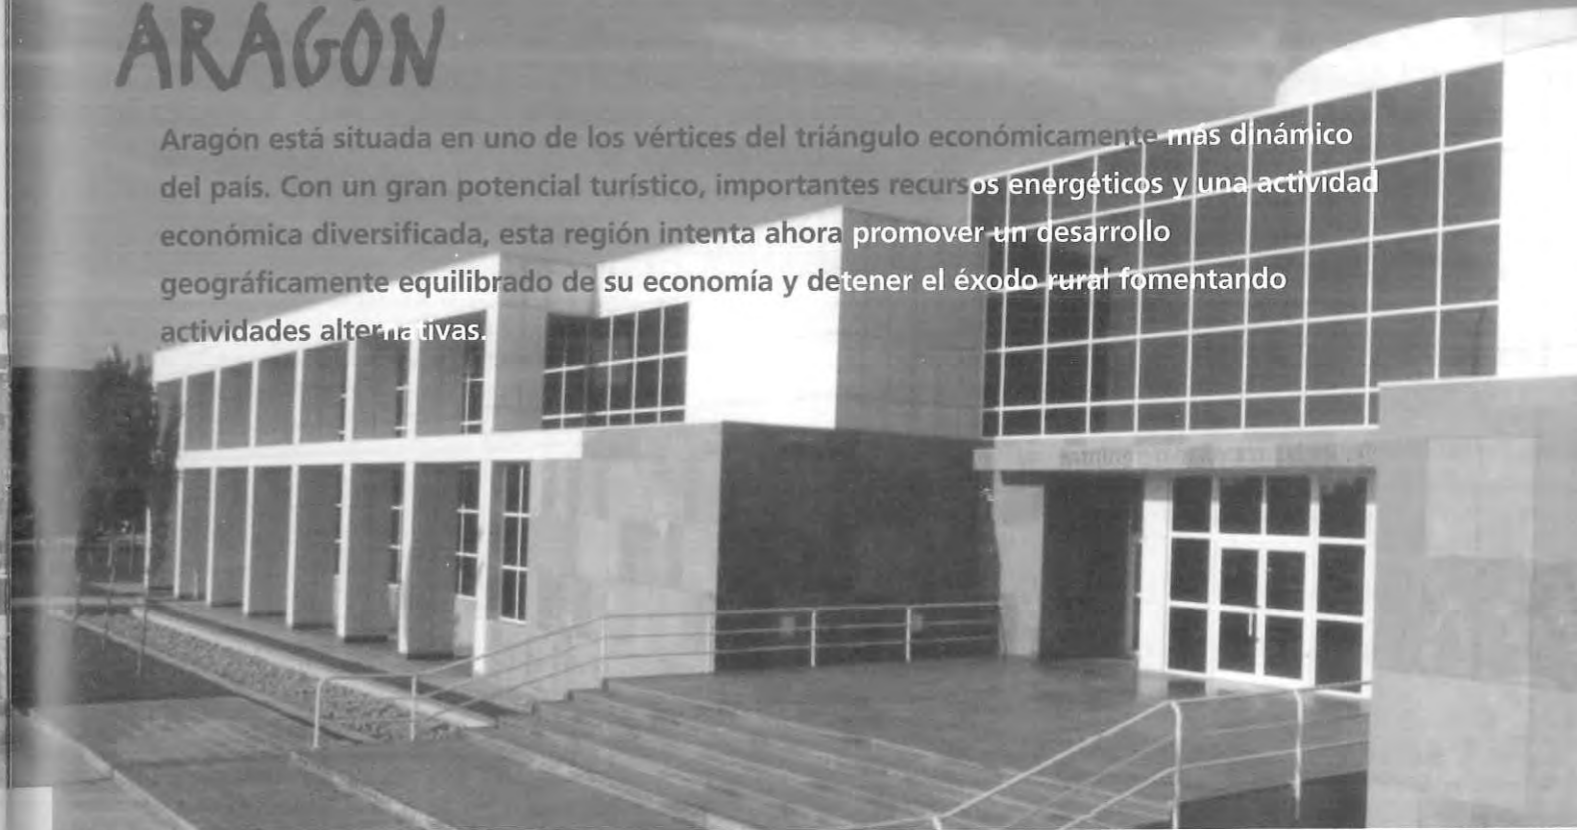 ARAGÓN
Aragón está situada en uno de los vértices del triángulo económicamente más dinámico
del país. Con un gran potencial turístico, importantes recursos energéticos y una actividad
económica diversificada, esta región intenta ahora promover un desarrollo
geográficamente equilibrado de su economía y detener el éxodo rural fomentando
actividades alternativas.